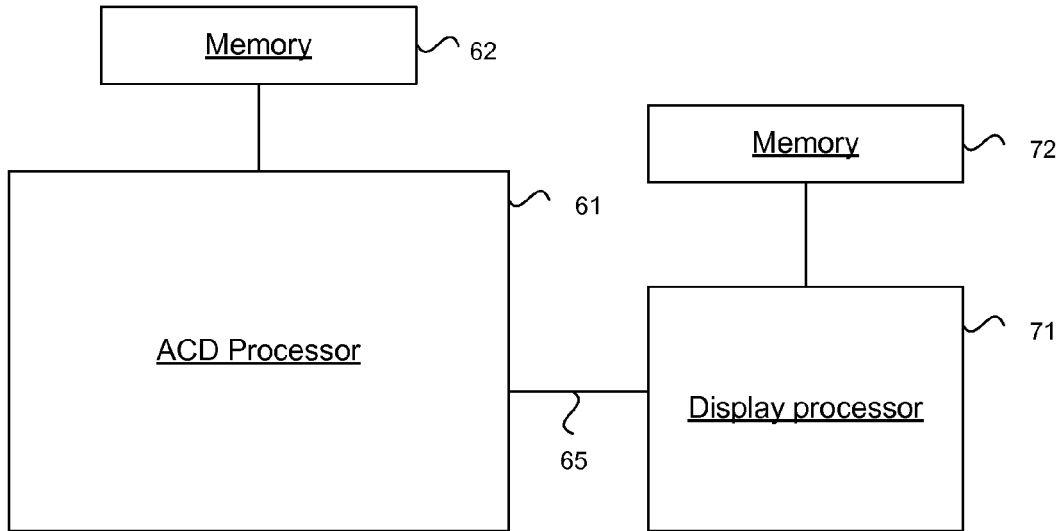 Memory
62
Memory
72
61
ACD Processor
71
Display processor
65